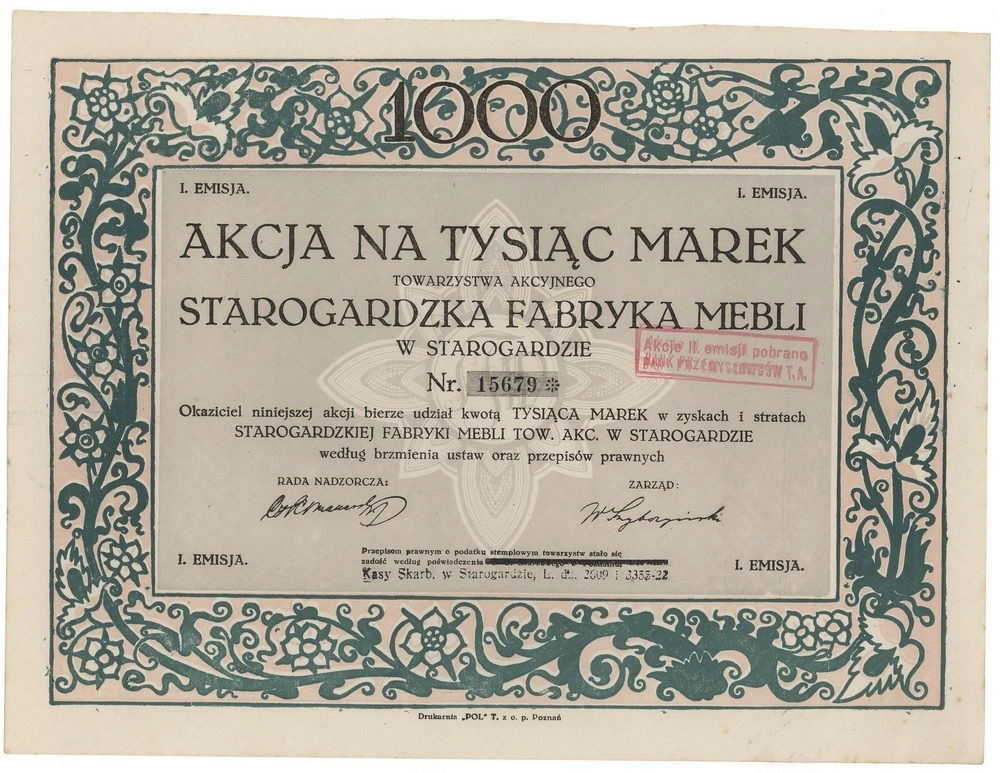 1000
I. EMISJA.
I. EMISJA.
AKCJA NA TYSIĄC MAREK
TOWARZYSTWA AKCYJNEGO
STAROGARDZKA FABRYKA MEBLI
W STAROGARDZIE
Akcje II. emisji pobrano
BANK PRZEMYSŁOWCÓW T.A.
Nr. 15679 *
Okaziciel niniejszej akcji bierze udział kwotą TYSIĄCA MAREK w zyskach i stratach
STAROGARDZKIEJ FABRYKI MEBLI TOW. AKC. W STAROGARDZIE
według brzmienia ustaw oraz przepisów prawnych
RADA NADZORCZA:
ZARZĄD:
I. EMISJA.
I. EMISJA.
Przepisom prawnym o podatku stemplowym towarzystw stało się
zadość według poświadczenia
Kasy Skarb. w Starogardzie, L. dz. 2609 i 3353-22
Drukarnia „POL" T. z o. p. Poznań